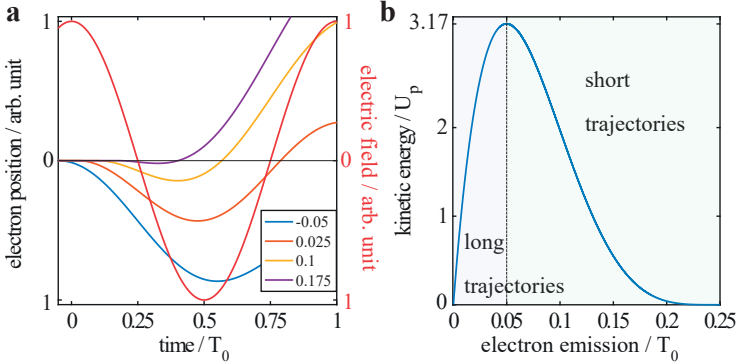 a
electron position / arb. unit
1
0
1
1
0
1
electric field / arb. unit
-0.05
0.025
0.1
0.175
0
0.25
0.5
0.75
1
time / T0
b
kinetic energy / Up
3.17
2
1
0
short
trajectories
long
trajectories
0
0.05
0.1
0.15
0.2
0.25
electron emission / T0